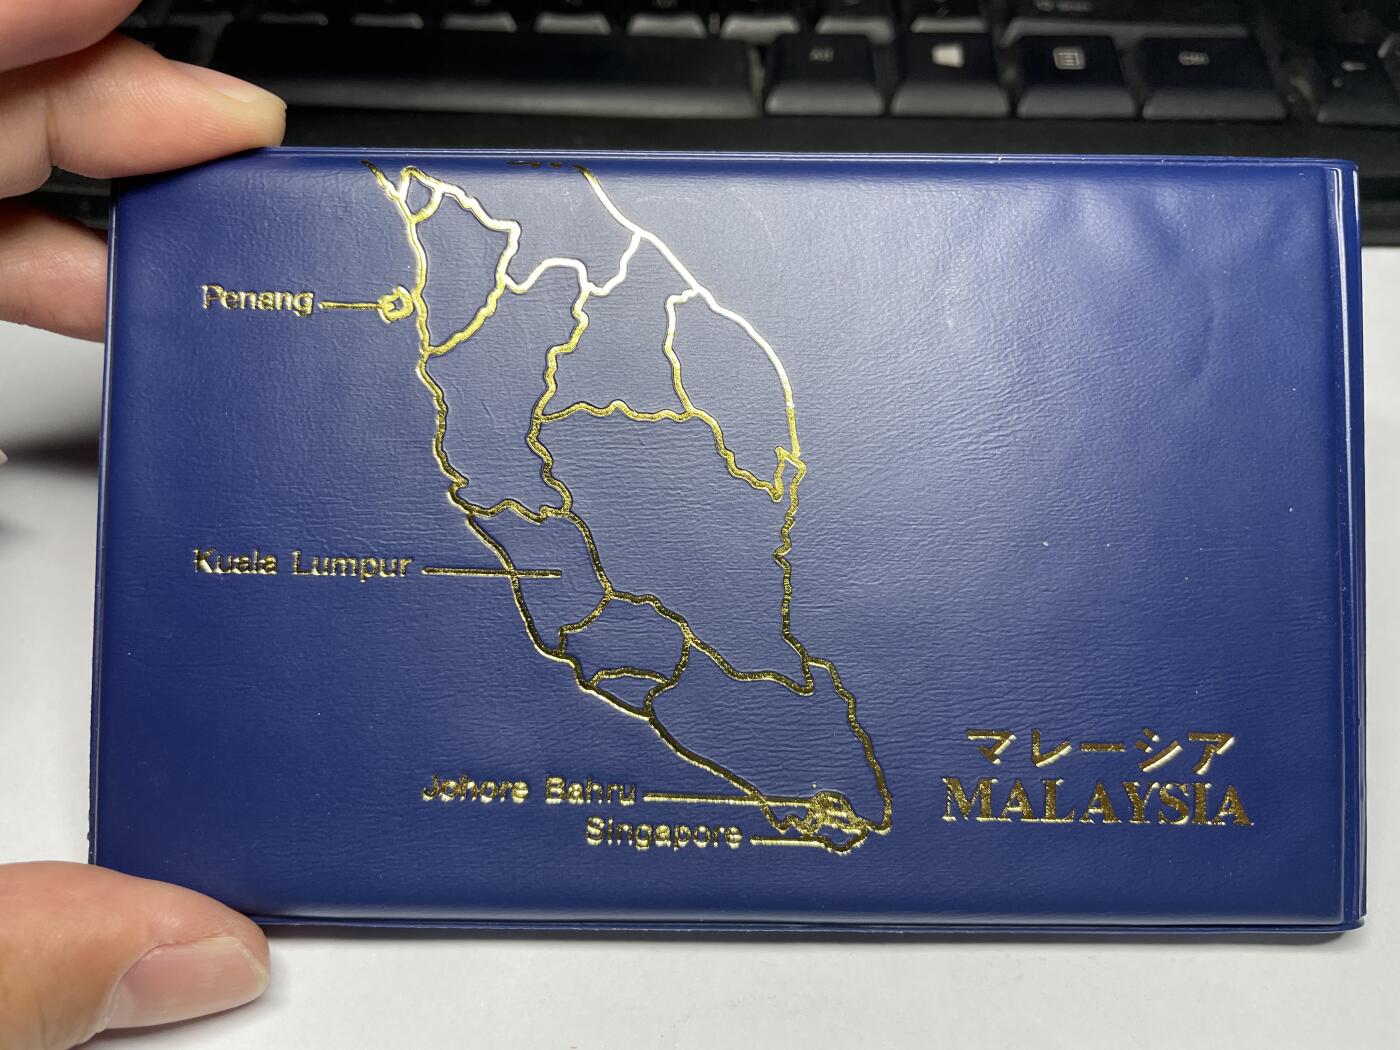 Penang
Kuala Lumpur
Johore Bahru
Singapore
マレーシア
MALAYSIA